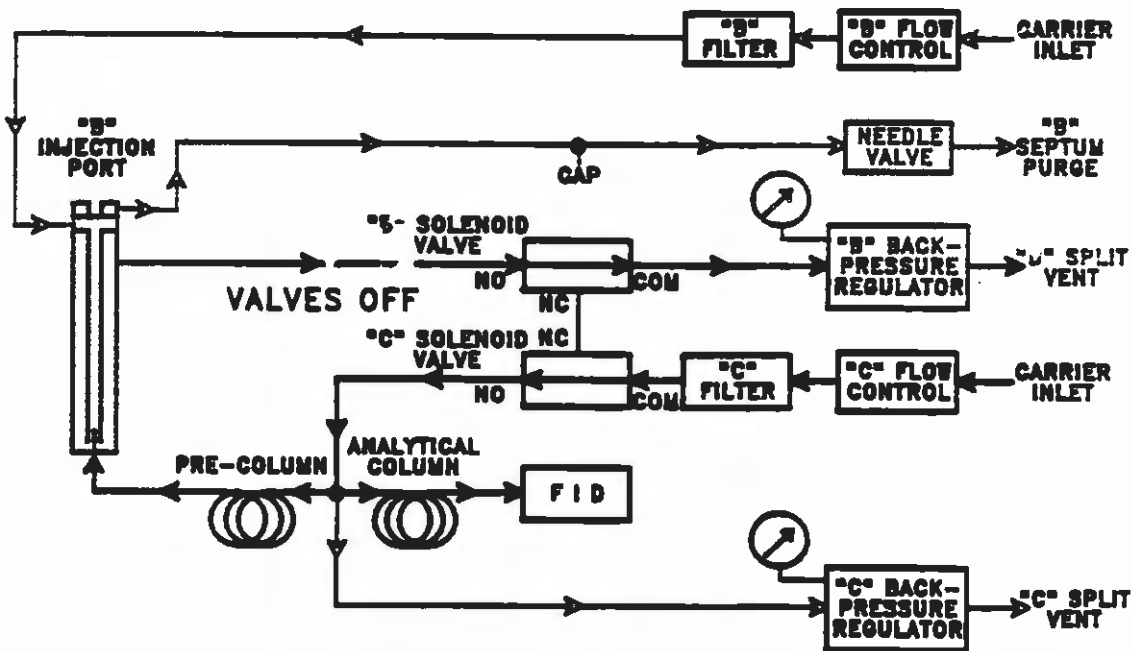 "B" FILTER
"B" FLOW CONTROL
CARRIER INLET
"B" INJECTION PORT
CAP
NEEDLE VALVE
"B" SEPTUM PURGE
SOLENOID VALVE
NO
COM
NC
"B" BACK-PRESSURE REGULATOR
SPLIT VENT
VALVES OFF
"C" SOLENOID VALVE
NC
NO
COM
"C" FILTER
"C" FLOW CONTROL
CARRIER INLET
PRE-COLUMN
ANALYTICAL COLUMN
FID
"C" BACK-PRESSURE REGULATOR
"C" SPLIT VENT